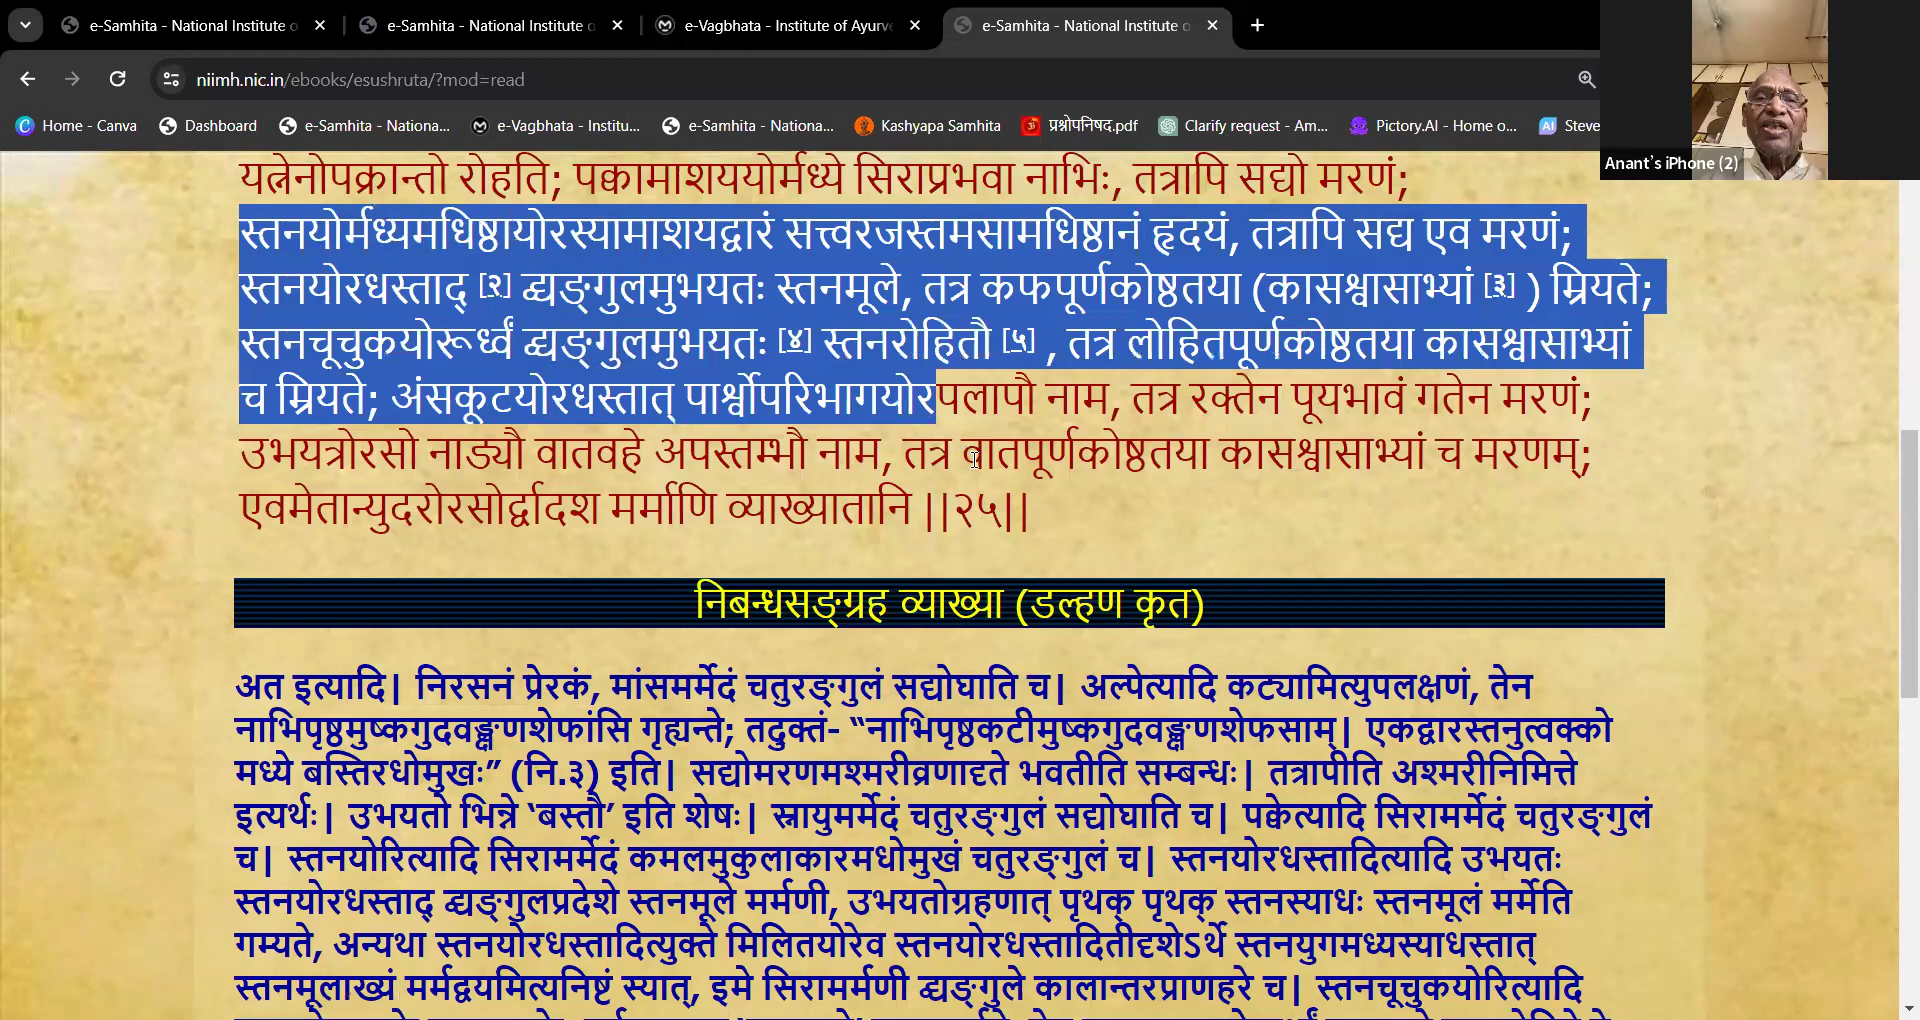 e-Samhita - National Institute o
e-Samhita - National Institute o
e-Vagbhata - Institute of Ayurve
e-Samhita - National Institute o
niimh.nic.in/ebooks/esushruta/?mod=read
Home - Canva
Dashboard
e-Samhita - Nationa...
e-Vagbhata - Institu...
e-Samhita - Nationa...
Kashyapa Samhita
प्रश्नोपनिषद.pdf
Clarify request - Am...
Pictory.AI - Home o...
Steve
Anant's iPhone (2)
यत्नेनोपक्रान्तो रोहति; पक्वामाशययोर्मध्ये सिराप्रभवा नाभिः, तत्रापि सद्यो मरणं;
स्तनयोर्मध्यमधिष्ठायोरस्यामाशयद्वारं सत्त्वरजस्तमसामधिष्ठानं हृदयं, तत्रापि सद्य एव मरणं;
स्तनयोरधस्ताद् [२] द्व्यङ्गुलमुभयतः स्तनमूले, तत्र कफपूर्णकोष्ठतया (कासश्वासाभ्यां [३] ) म्रियते;
स्तनचूचुकयोरूर्ध्वं द्व्यङ्गुलमुभयतः [४] स्तनरोहितौ [५] , तत्र लोहितपूर्णकोष्ठतया कासश्वासाभ्यां
च म्रियते; अंसकूटयोरधस्तात् पार्श्वोपरिभागयोरपलापौ नाम, तत्र रक्तेन पूयभावं गतेन मरणं;
उभयत्रोरसो नाड्यौ वातवहे अपस्तम्भौ नाम, तत्र वातपूर्णकोष्ठतया कासश्वासाभ्यां च मरणम्;
एवमेतान्युदरोरसोर्द्वादश मर्माणि व्याख्यातानि ||२५||
निबन्धसङ्ग्रह व्याख्या (डल्हण कृत)
अत इत्यादि| निरसनं प्रेरकं, मांसमर्मेदं चतुरङ्गुलं सद्योघाति च| अल्पेत्यादि कट्यामित्युपलक्षणं, तेन
नाभिपृष्ठमुष्कगुदवङ्क्षणशेफांसि गृह्यन्ते; तदुक्तं- “नाभिपृष्ठकटीमुष्कगुदवङ्क्षणशेफसाम्| एकद्वारस्तनुत्वक्को
मध्ये बस्तिरधोमुखः” (नि.३) इति| सद्योमरणमश्मरीव्रणादृते भवतीति सम्बन्धः| तत्रापीति अश्मरीनिमित्ते
इत्यर्थः| उभयतो भिन्ने ‘बस्तौ’ इति शेषः| स्नायुमर्मेदं चतुरङ्गुलं सद्योघाति च| पक्वेत्यादि सिरामर्मेदं चतुरङ्गुलं
च| स्तनयोरित्यादि सिरामर्मेदं कमलमुकुलाकारमधोमुखं चतुरङ्गुलं च| स्तनयोरधस्तादित्यादि उभयतः
स्तनयोरधस्ताद् द्व्यङ्गुलप्रदेशे स्तनमूले मर्मणी, उभयतोग्रहणात् पृथक् पृथक् स्तनस्याधः स्तनमूलं मर्मेति
गम्यते, अन्यथा स्तनयोरधस्तादित्युक्ते मिलितयोरेव स्तनयोरधस्तादितीदृशेऽर्थे स्तनयुगमध्यस्याधस्तात्
स्तनमूलाख्यं मर्मद्वयमित्यनिष्टं स्यात्, इमे सिरामर्मणी द्व्यङ्गुले कालान्तरप्राणहरे च| स्तनचूचुकयोरित्यादि